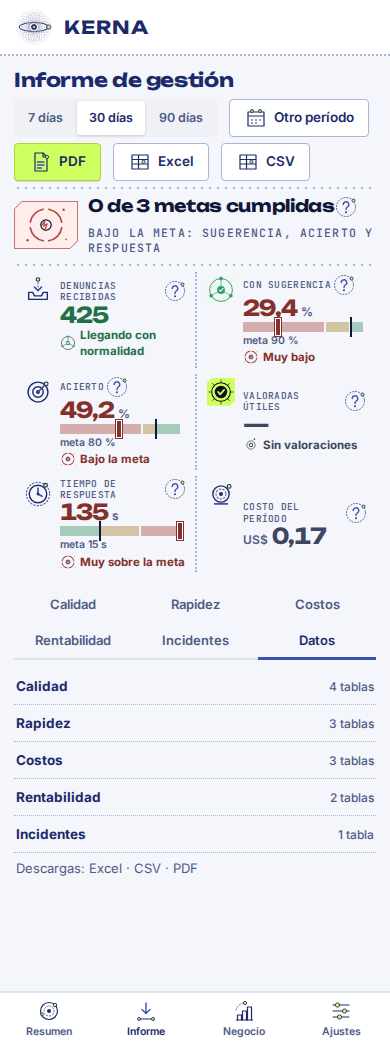 KERNA
Informe de gestión
7 días
30 días
90 días
Otro período
PDF
Excel
CSV
0 de 3 metas cumplidas ?
BAJO LA META: SUGERENCIA, ACIERTO Y
RESPUESTA
DENUNCIAS
RECIBIDAS
?
425
Llegando con
normalidad
CON SUGERENCIA ?
29,4 %
meta 90 %
Muy bajo
ACIERTO ?
49,2 %
meta 80 %
Bajo la meta
VALORADAS
ÚTILES
?
—
Sin valoraciones
TIEMPO DE
RESPUESTA
?
135 s
meta 15 s
Muy sobre la meta
COSTO DEL
PERÍODO
?
US$ 0,17
Calidad
Rapidez
Costos
Rentabilidad
Incidentes
Datos
Calidad 4 tablas
Rapidez 3 tablas
Costos 3 tablas
Rentabilidad 2 tablas
Incidentes 1 tabla
Descargas: Excel · CSV · PDF
Resumen
Informe
Negocio
Ajustes